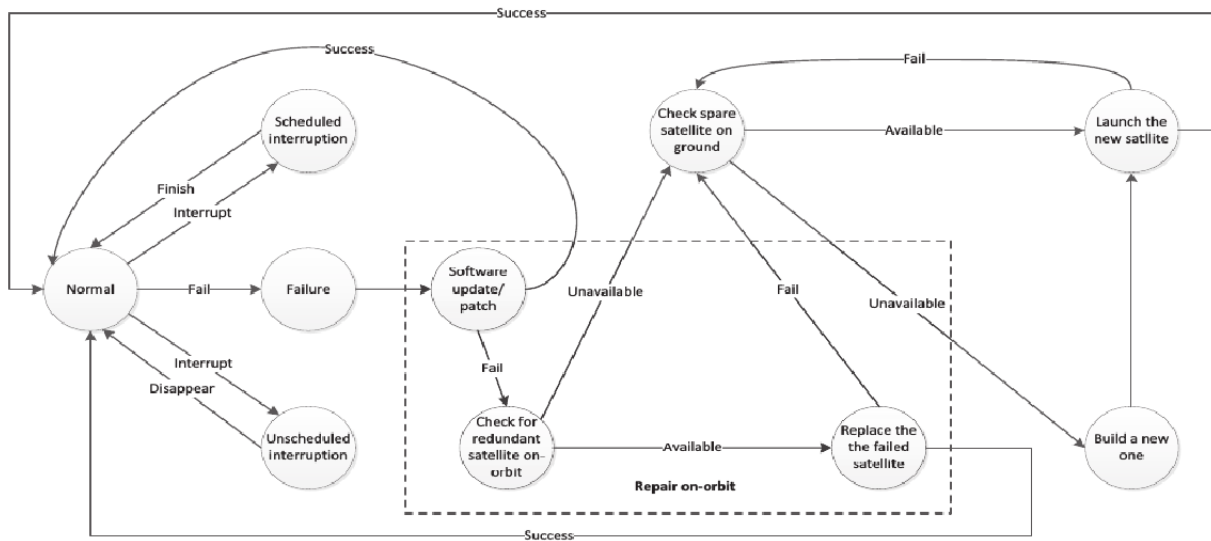 Success
Success
Fail
Scheduled
interruption
Check spare
satellite on
ground
Available
Launch the
new satllite
Finish
Interrupt
Normal
Fail
Failure
Software
update/
patch
Unavailable
Fail
Unavailable
Interrupt
Disappear
Fail
Unscheduled
interruption
Check for
redundant
satellite on-
orbit
Available
Replace the
the failed
satellite
Build a new
one
Repair on-orbit
Success